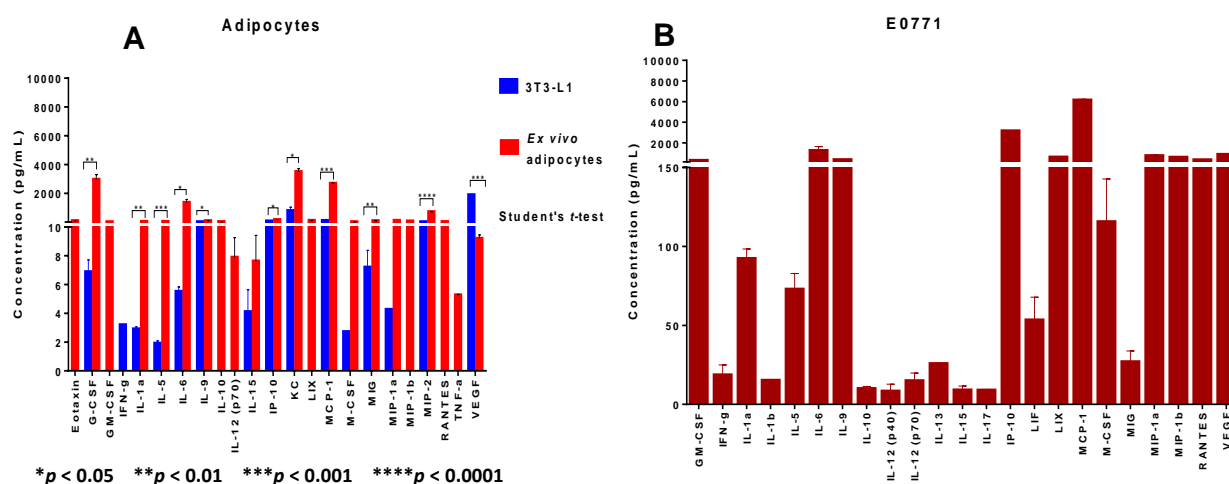 A
Adipocytes
Concentration (pg/mL)
10000
8000
6000
4000
2000
8
6
4
2
0
**
**
***
*
*
*
*
***
**
****
***
3T3-L1
Ex vivo
adipocytes
Student's t-test
Eotaxin
G-CSF
GM-CSF
IFN-g
IL-1a
IL-5
IL-6
IL-9
IL-10
IL-12 (p70)
IL-15
IP-10
KC
LIX
MCP-1
M-CSF
MIG
MIP-1a
MIP-1b
MIP-2
RANTES
TNF-a
VEGF
*p < 0.05 **p < 0.01 ***p < 0.001 ****p < 0.0001
B
E0771
Concentration (pg/mL)
10000
8000
6000
4000
2000
150
100
50
0
GM-CSF
IFN-g
IL-1a
IL-1b
IL-5
IL-6
IL-9
IL-10
IL-12 (p40)
IL-12 (p70)
IL-13
IL-15
IL-17
IP-10
LIF
LIX
MCP-1
M-CSF
MIG
MIP-1a
MIP-1b
RANTES
VEGF